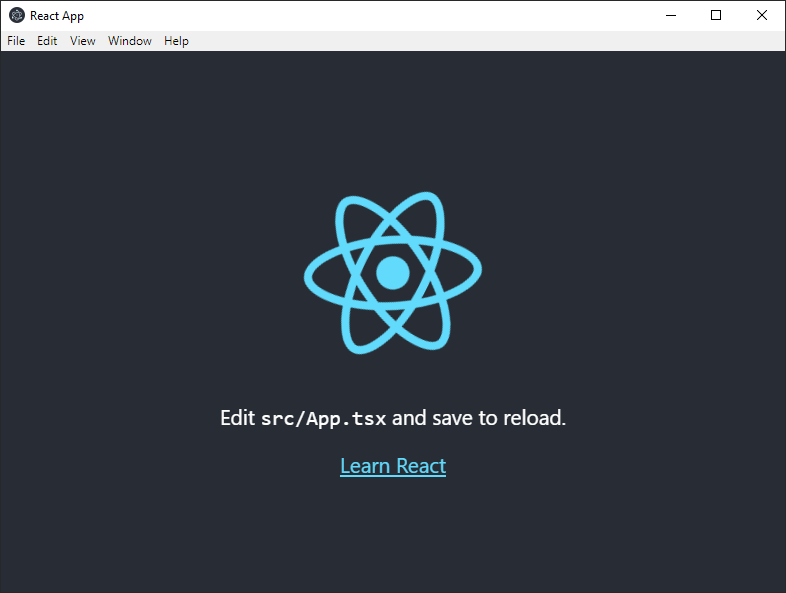 React App
File Edit View Window Help
Edit src/App.tsx and save to reload.
Learn React